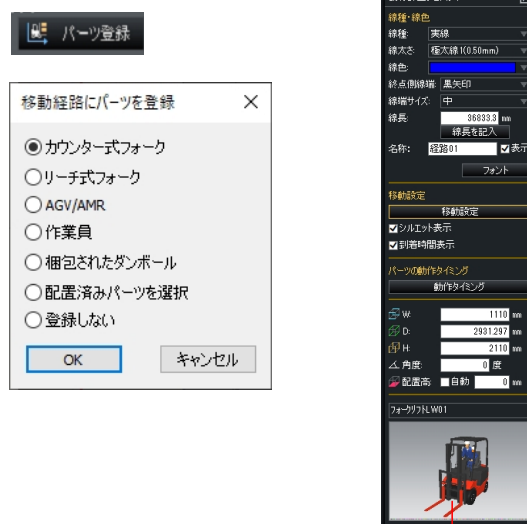 パーツ登録
移動経路にパーツを登録
カウンター式フォーク
リーチ式フォーク
AGV/AMR
作業員
梱包されたダンボール
配置済みパーツを選択
登録しない
OK キャンセル
線種・線色
線種: 実線
線太さ: 極太線1(0.50mm)
線色:
終点側線端: 黒矢印
線端サイズ: 中
線長: 36833.3 mm
線長を記入
名称: 経路01 表示
フォント
移動設定
移動設定
シルエット表示
到着時間表示
パーツの動作タイミング
動作タイミング
W: 1110 mm
D: 2931.297 mm
H: 2110 mm
角度: 0 度
配置高: 自動 0 mm
フォークリフトLW01